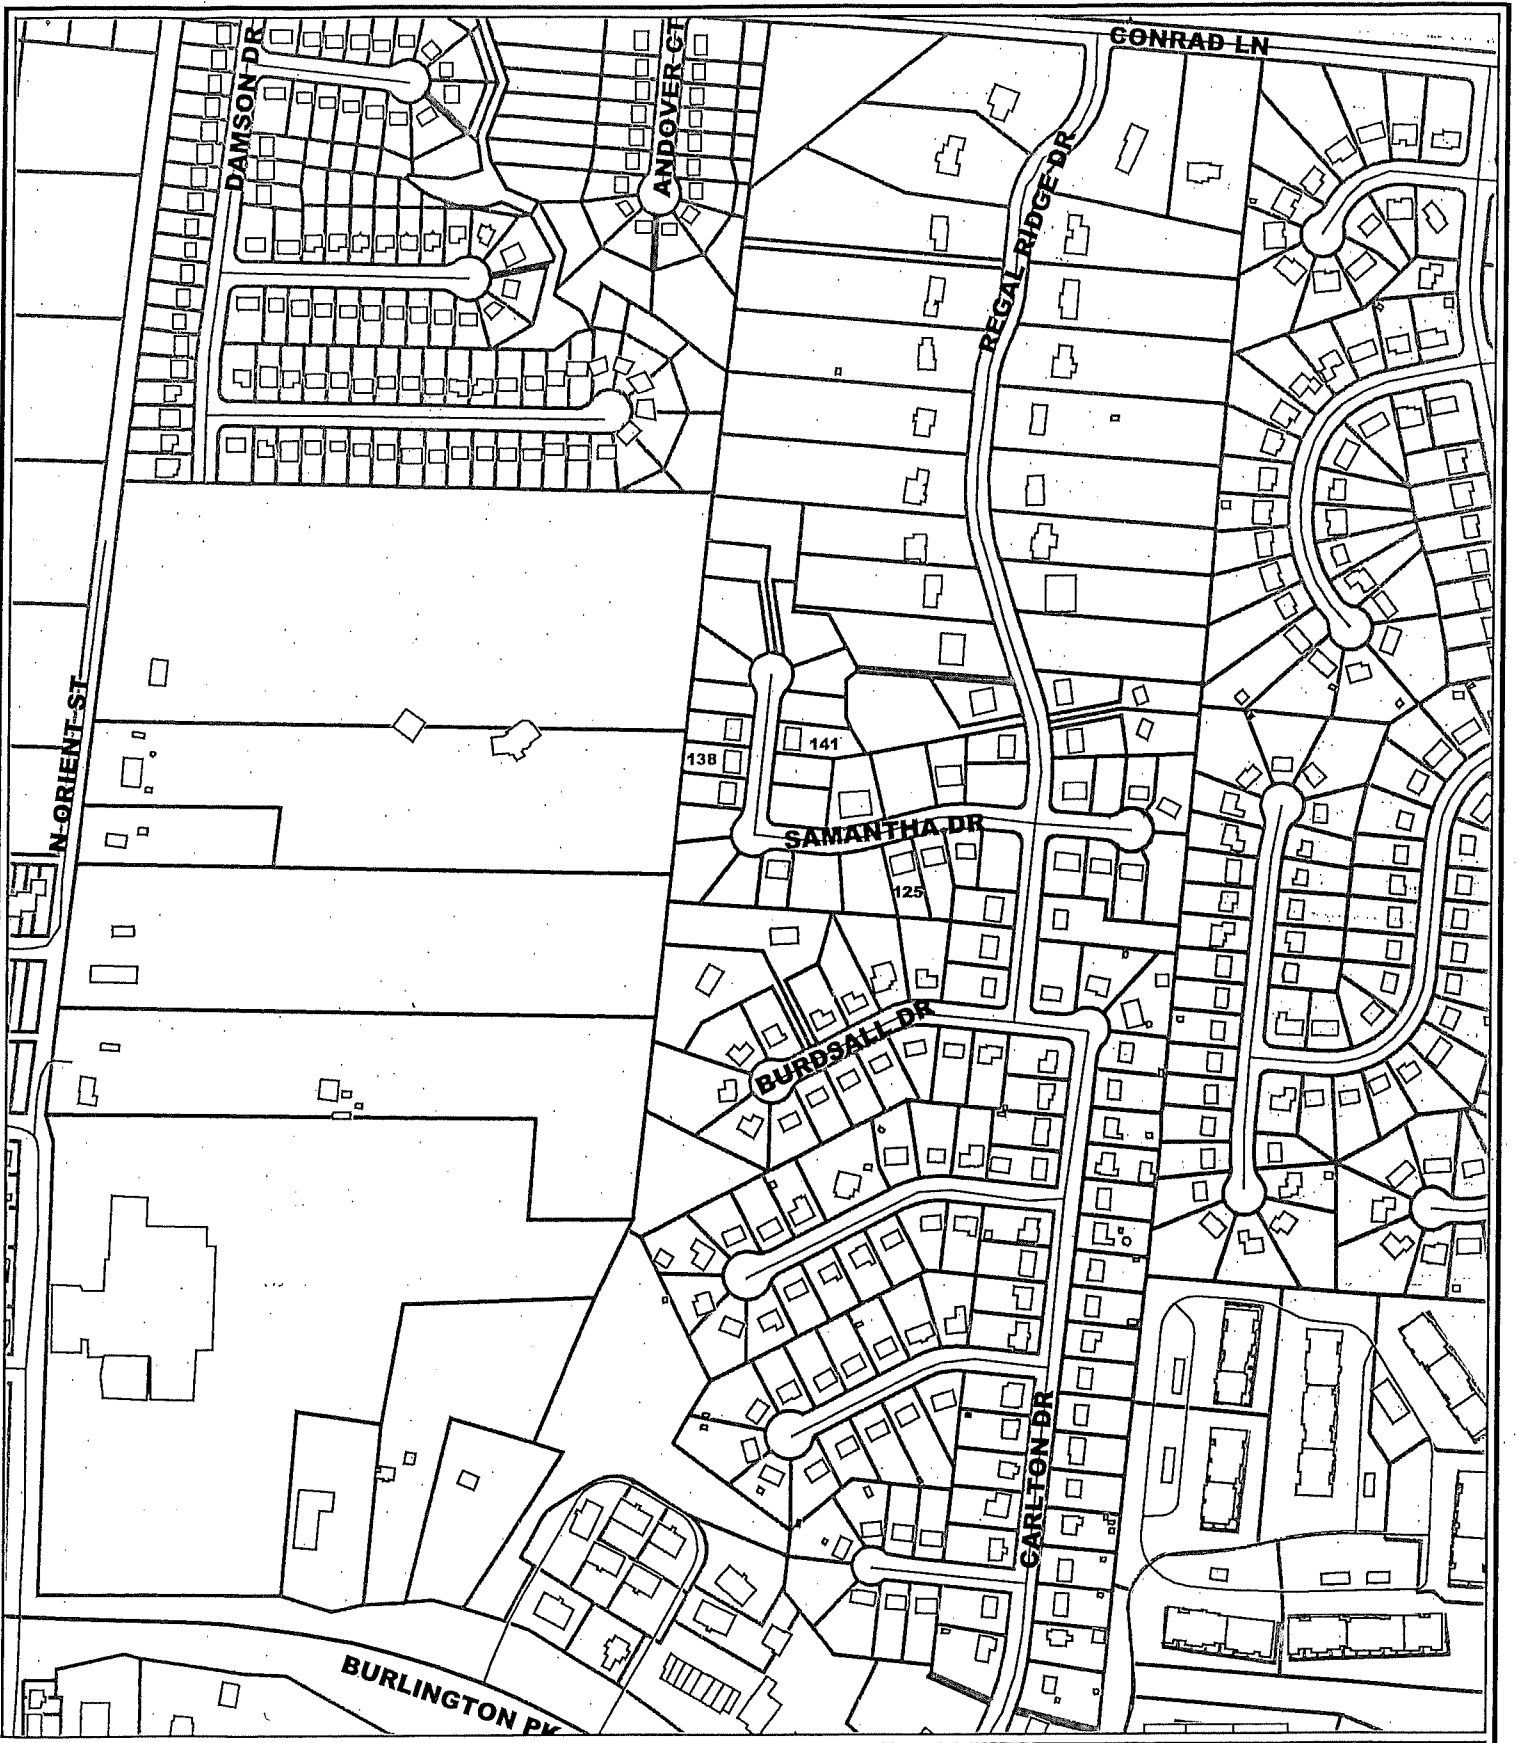 CONRAD LN
DAMSON DR
ANDOVER CT
REGAL RIDGE DR
N ORIENT ST
141
138
SAMANTHA DR
125
BURDSALL DR
CARLTON DR
BURLINGTON PK